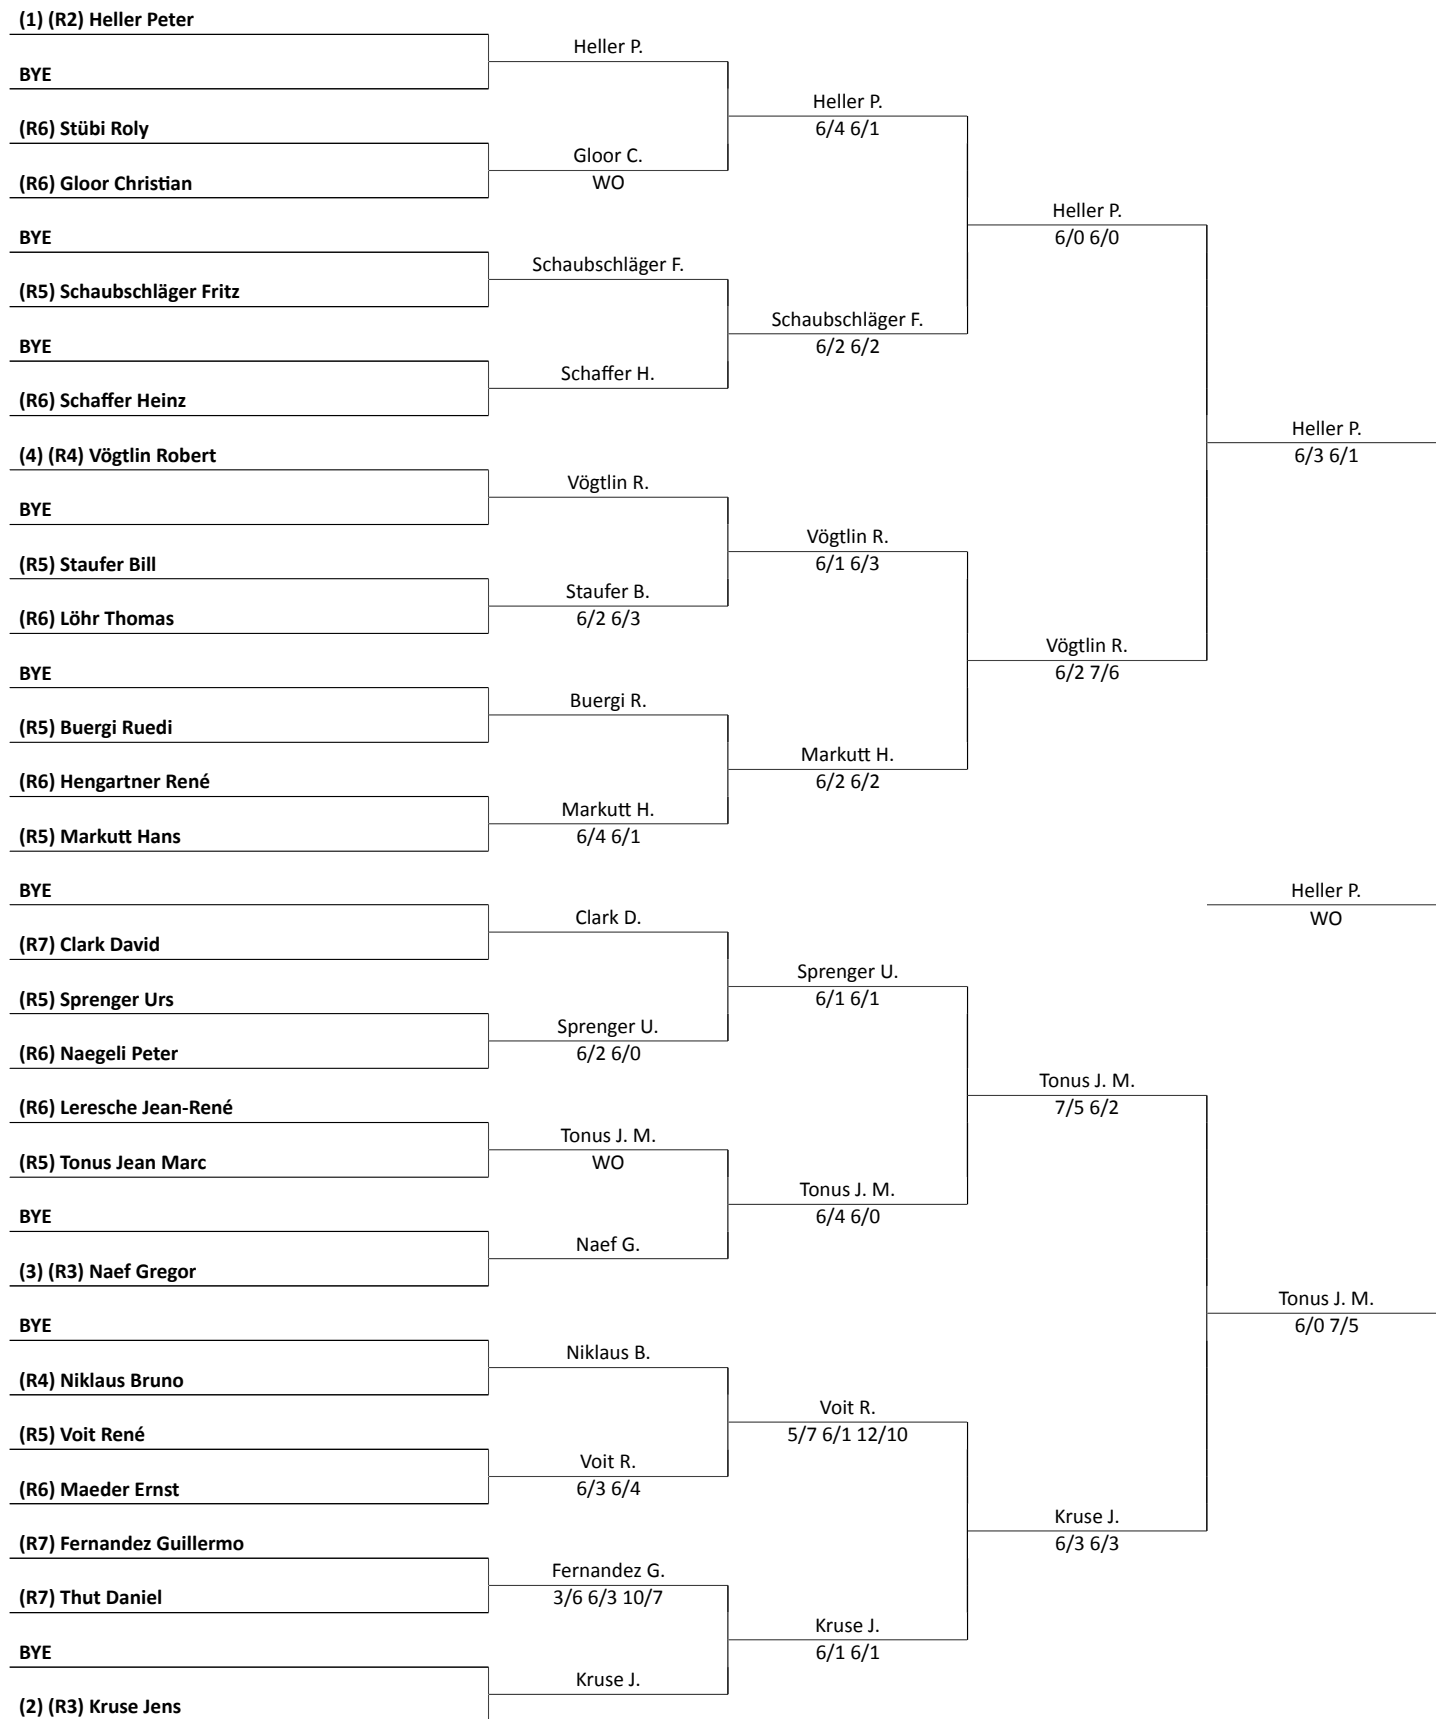 (1) (R2) Heller Peter
BYE
(R6) Stübi Roly
(R6) Gloor Christian
BYE
(R5) Schaubschläger Fritz
BYE
(R6) Schaffer Heinz
(4) (R4) Vögtlin Robert
BYE
(R5) Staufer Bill
(R6) Löhr Thomas
BYE
(R5) Buergi Ruedi
(R6) Hengartner René
(R5) Markutt Hans
BYE
(R7) Clark David
(R5) Sprenger Urs
(R6) Naegeli Peter
(R6) Leresche Jean-René
(R5) Tonus Jean Marc
BYE
(3) (R3) Naef Gregor
BYE
(R4) Niklaus Bruno
(R5) Voit René
(R6) Maeder Ernst
(R7) Fernandez Guillermo
(R7) Thut Daniel
BYE
(2) (R3) Kruse Jens
Heller P.
Gloor C.
WO
Schaubschläger F.
Schaffer H.
Vögtlin R.
Staufer B.
6/2 6/3
Buergi R.
Markutt H.
6/4 6/1
Clark D.
Sprenger U.
6/2 6/0
Tonus J. M.
WO
Naef G.
Niklaus B.
Voit R.
6/3 6/4
Fernandez G.
3/6 6/3 10/7
Kruse J.
Heller P.
6/4 6/1
Schaubschläger F.
6/2 6/2
Vögtlin R.
6/1 6/3
Markutt H.
6/2 6/2
Sprenger U.
6/1 6/1
Tonus J. M.
6/4 6/0
Voit R.
5/7 6/1 12/10
Kruse J.
6/1 6/1
Heller P.
6/0 6/0
Vögtlin R.
6/2 7/6
Tonus J. M.
7/5 6/2
Kruse J.
6/3 6/3
Heller P.
6/3 6/1
Heller P.
WO
Tonus J. M.
6/0 7/5